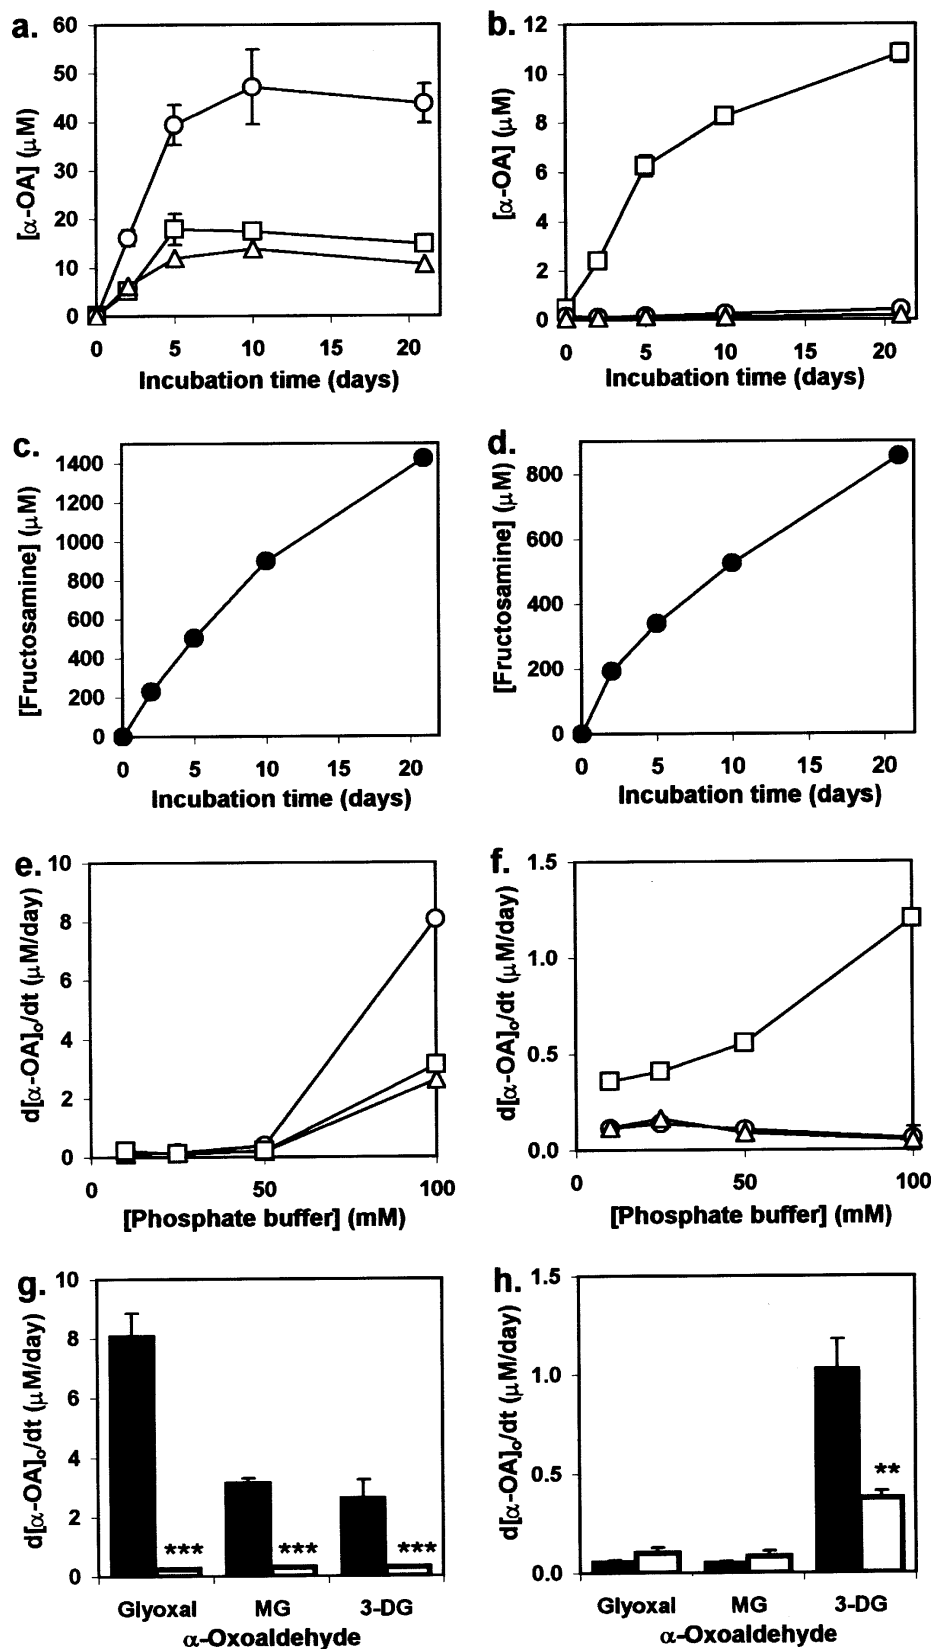 a.
[α-OA] (μM)
60
50
40
30
20
10
0
0 5 10 15 20
Incubation time (days)
b.
[α-OA] (μM)
12
10
8
6
4
2
0
0 5 10 15 20
Incubation time (days)
c.
[Fructosamine] (μM)
1400
1200
1000
800
600
400
200
0
0 5 10 15 20
Incubation time (days)
d.
[Fructosamine] (μM)
800
600
400
200
0
0 5 10 15 20
Incubation time (days)
e.
d[α-OA]o/dt (μM/day)
10
8
6
4
2
0
0 50 100
[Phosphate buffer] (mM)
f.
d[α-OA]o/dt (μM/day)
1.5
1.0
0.5
0.0
0 50 100
[Phosphate buffer] (mM)
g.
d[α-OA]o/dt (μM/day)
10
8
6
4
2
0
*** *** ***
Glyoxal MG 3-DG
α-Oxoaldehyde
h.
d[α-OA]o/dt (μM/day)
1.5
1.0
0.5
0.0
**
Glyoxal MG 3-DG
α-Oxoaldehyde